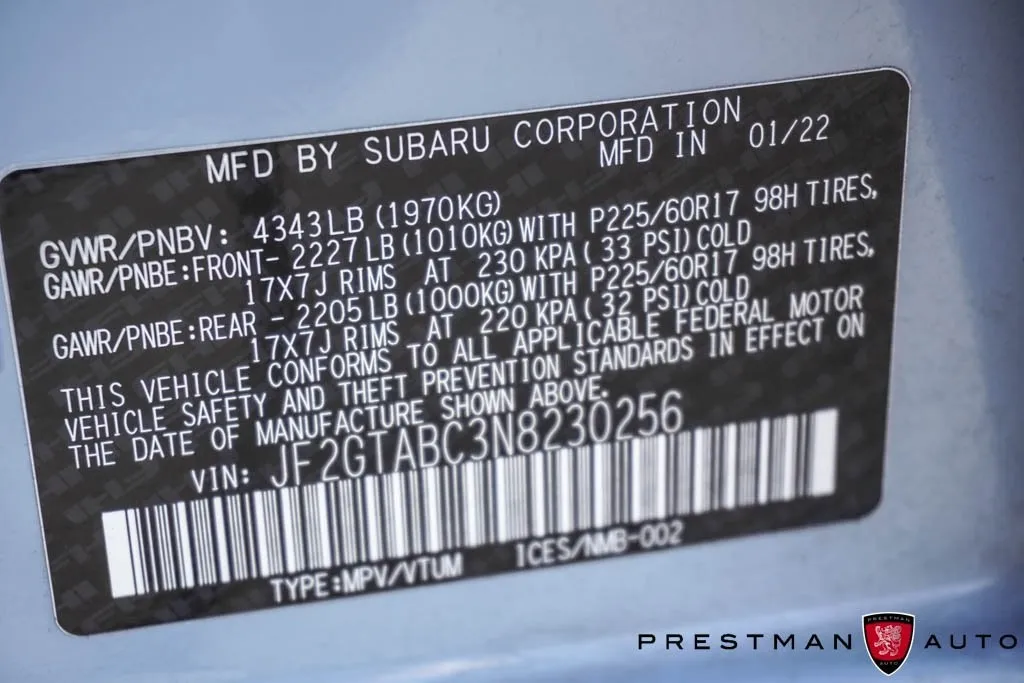 MFD BY SUBARU CORPORATION
MFD IN 01/22
GVWR/PNBV: 4343LB (1970KG)
GAWR/PNBE:FRONT- 2227LB (1010KG) WITH P225/60R17 98H TIRES,
17X7J RIMS AT 230 KPA ( 33 PSI) COLD
GAWR/PNBE:REAR - 2205LB (1000KG) WITH P225/60R17 98H TIRES,
17X7J RIMS AT 220 KPA ( 32 PSI) COLD
THIS VEHICLE CONFORMS TO ALL APPLICABLE FEDERAL MOTOR
VEHICLE SAFETY AND THEFT PREVENTION STANDARDS IN EFFECT ON
THE DATE OF MANUFACTURE SHOWN ABOVE.
VIN: JF2GTABC3N8230256
TYPE:MPV/VTUM ICES/NMB-002
PRESTMAN AUTO
PRESTMAN
AUTO